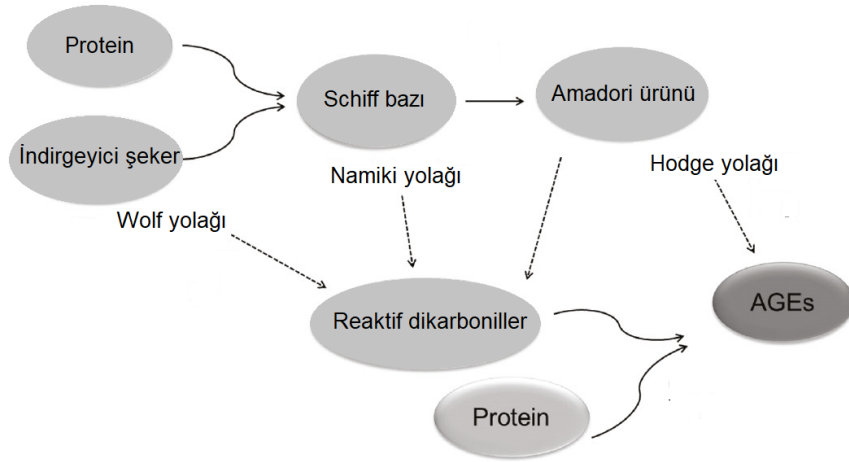 Protein
Schiff bazı
Amadori ürünü
İndirgeyici şeker
Namiki yolağı
Hodge yolağı
Wolf yolağı
AGEs
Reaktif dikarboniller
Protein